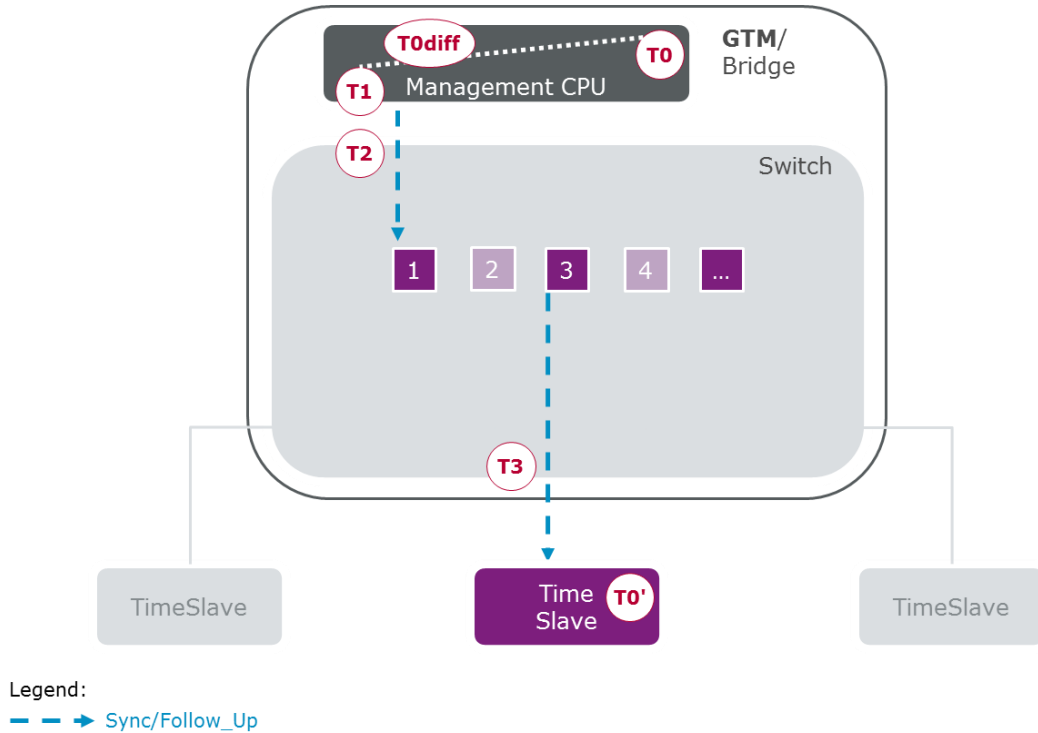 T0diff
GTM/
T0
Bridge
T1
Management CPU
T2
Switch
1
2
3
4
...
T3
Time
Slave
T0'
TimeSlave
TimeSlave
Legend:
Sync/Follow_Up